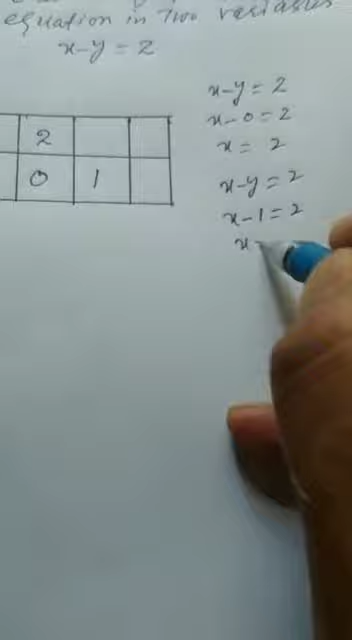 equation in Two variables
x-y = 2
2
0 1
x-y = 2
x-0 = 2
x = 2
x-y = 2
x-1 = 2
x